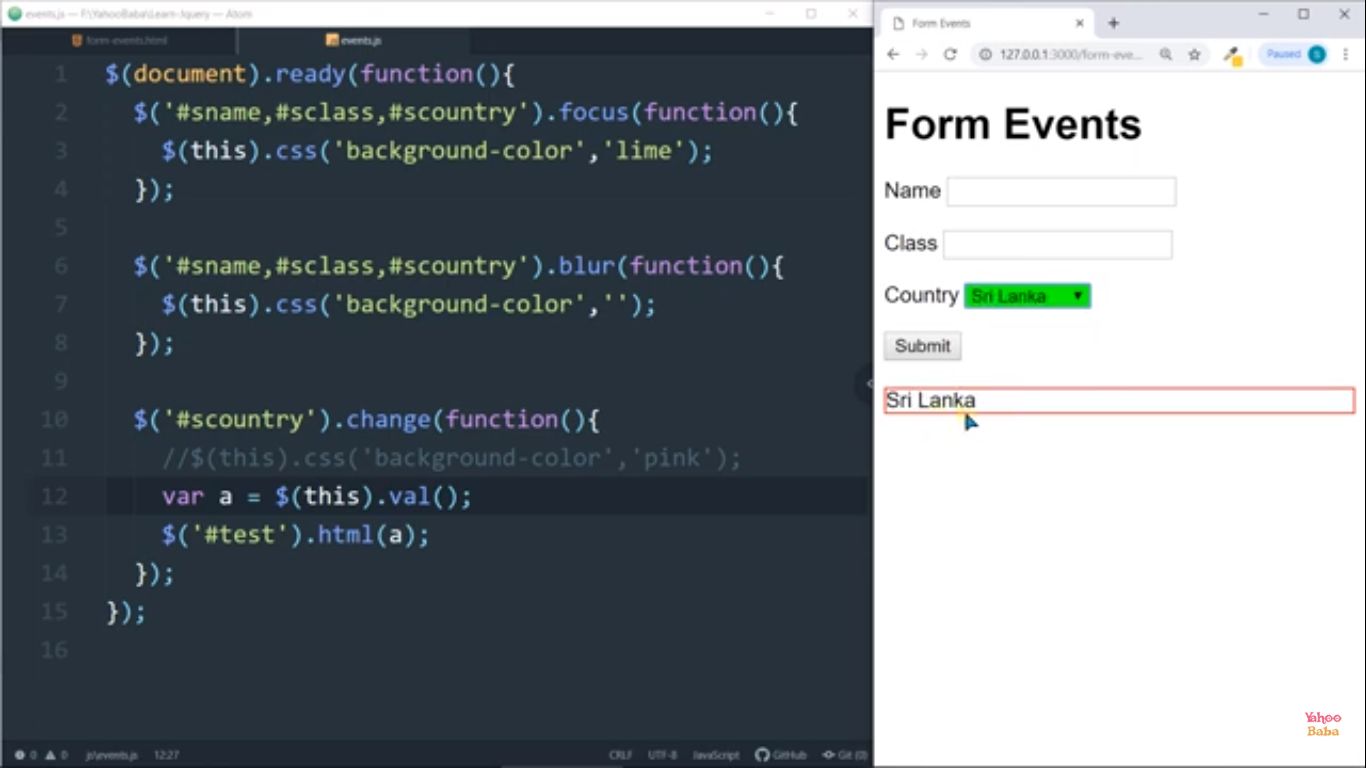 events.js — F:\YahooBaba\Learn-Jquery — Atom
form-events.html
events.js
1 $(document).ready(function(){
2 $('#sname,#sclass,#scountry').focus(function(){
3 $(this).css('background-color','lime');
4 });
5
6 $('#sname,#sclass,#scountry').blur(function(){
7 $(this).css('background-color','');
8 });
9
10 $('#scountry').change(function(){
11 //$(this).css('background-color','pink');
12 var a = $(this).val();
13 $('#test').html(a);
14 });
15 });
16
0 0 js\events.js 12:27 CRLF UTF-8 JavaScript GitHub Git (0)
Form Events
127.0.0.1:3000/form-eve... Paused S
Form Events
Name
Class
Country Sri Lanka
Submit
Sri Lanka
Yahoo
Baba